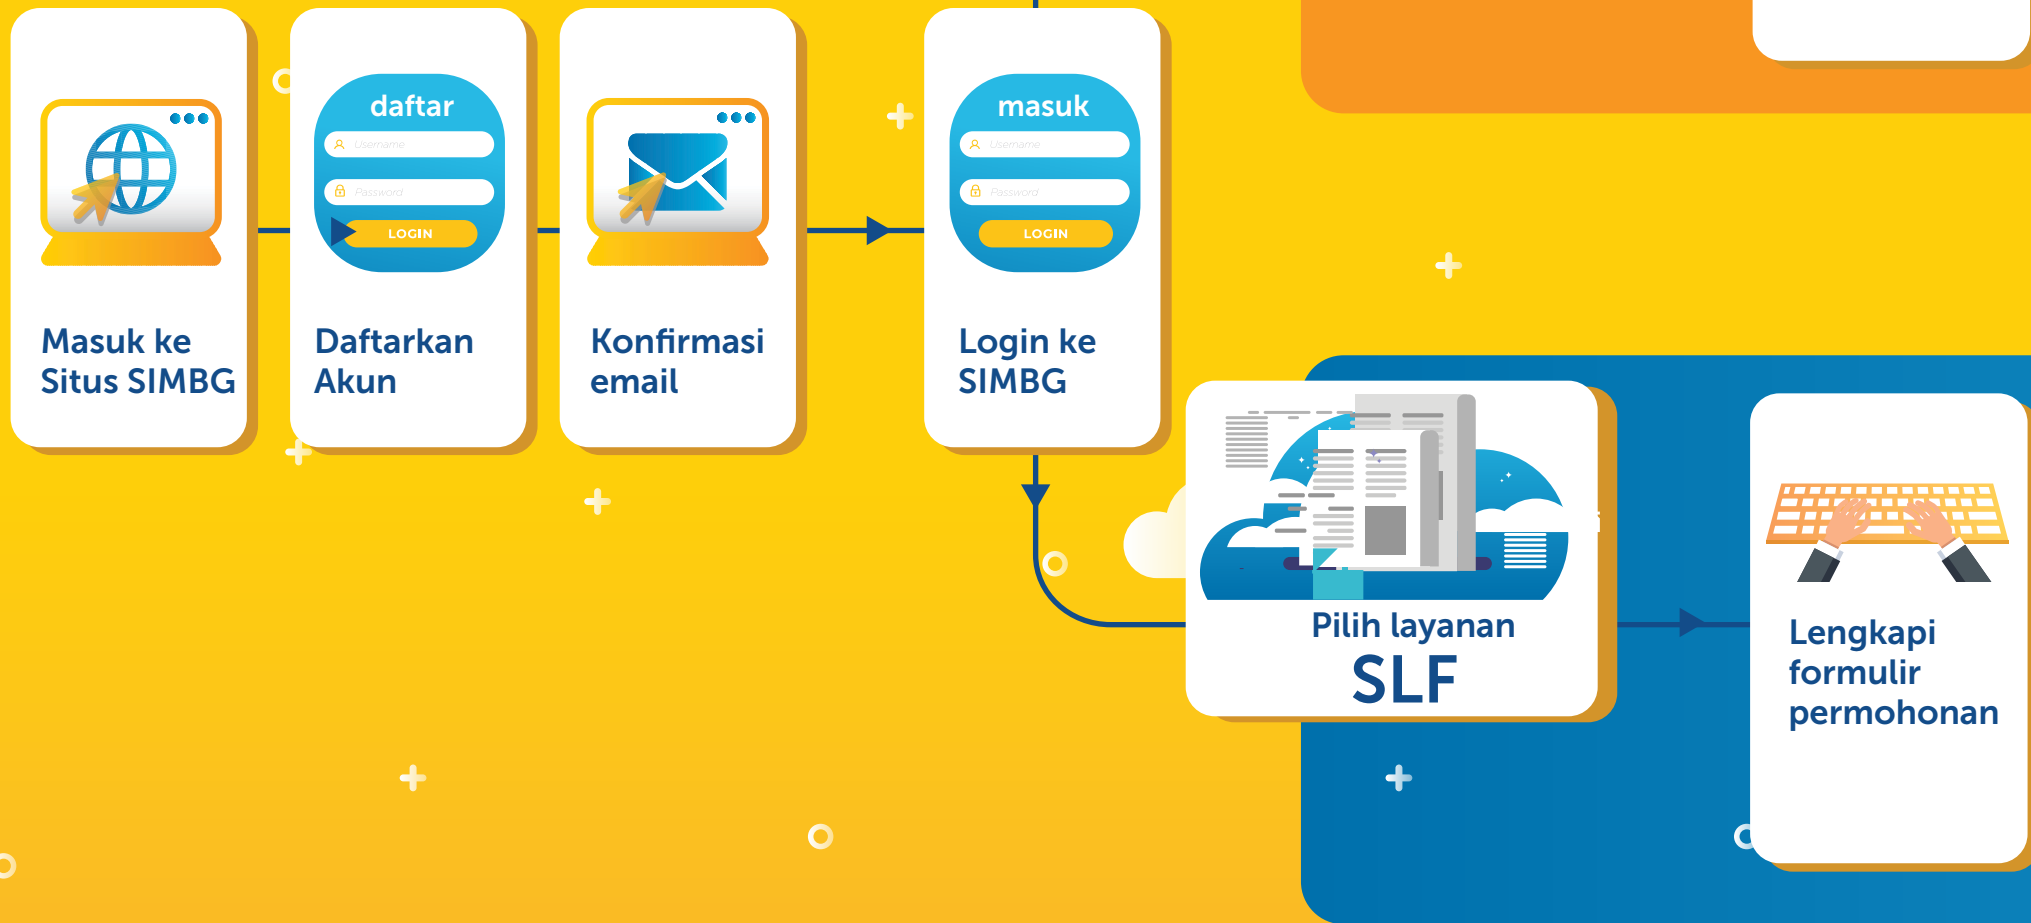 daftar
Username
Password
LOGIN
masuk
Username
Password
LOGIN
Masuk ke
Situs SIMBG
Daftarkan
Akun
Konfirmasi
email
Login ke
SIMBG
Pilih layanan
SLF
Lengkapi
formulir
permohonan